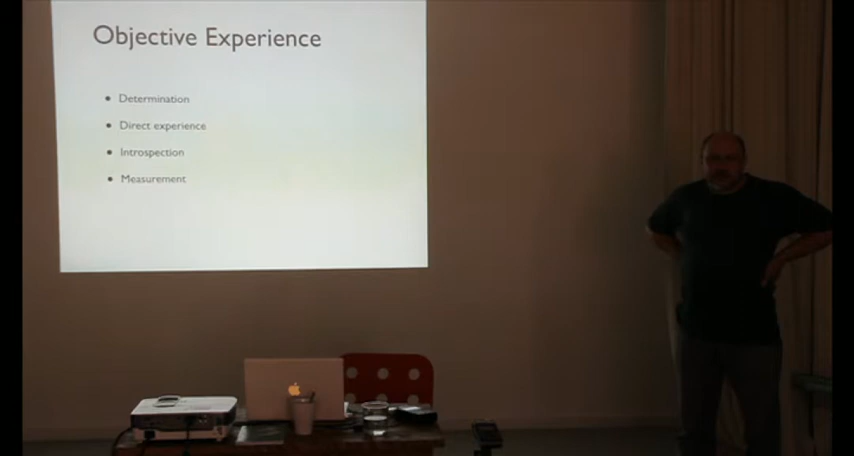 Objective Experience
Determination
Direct experience
Introspection
Measurement